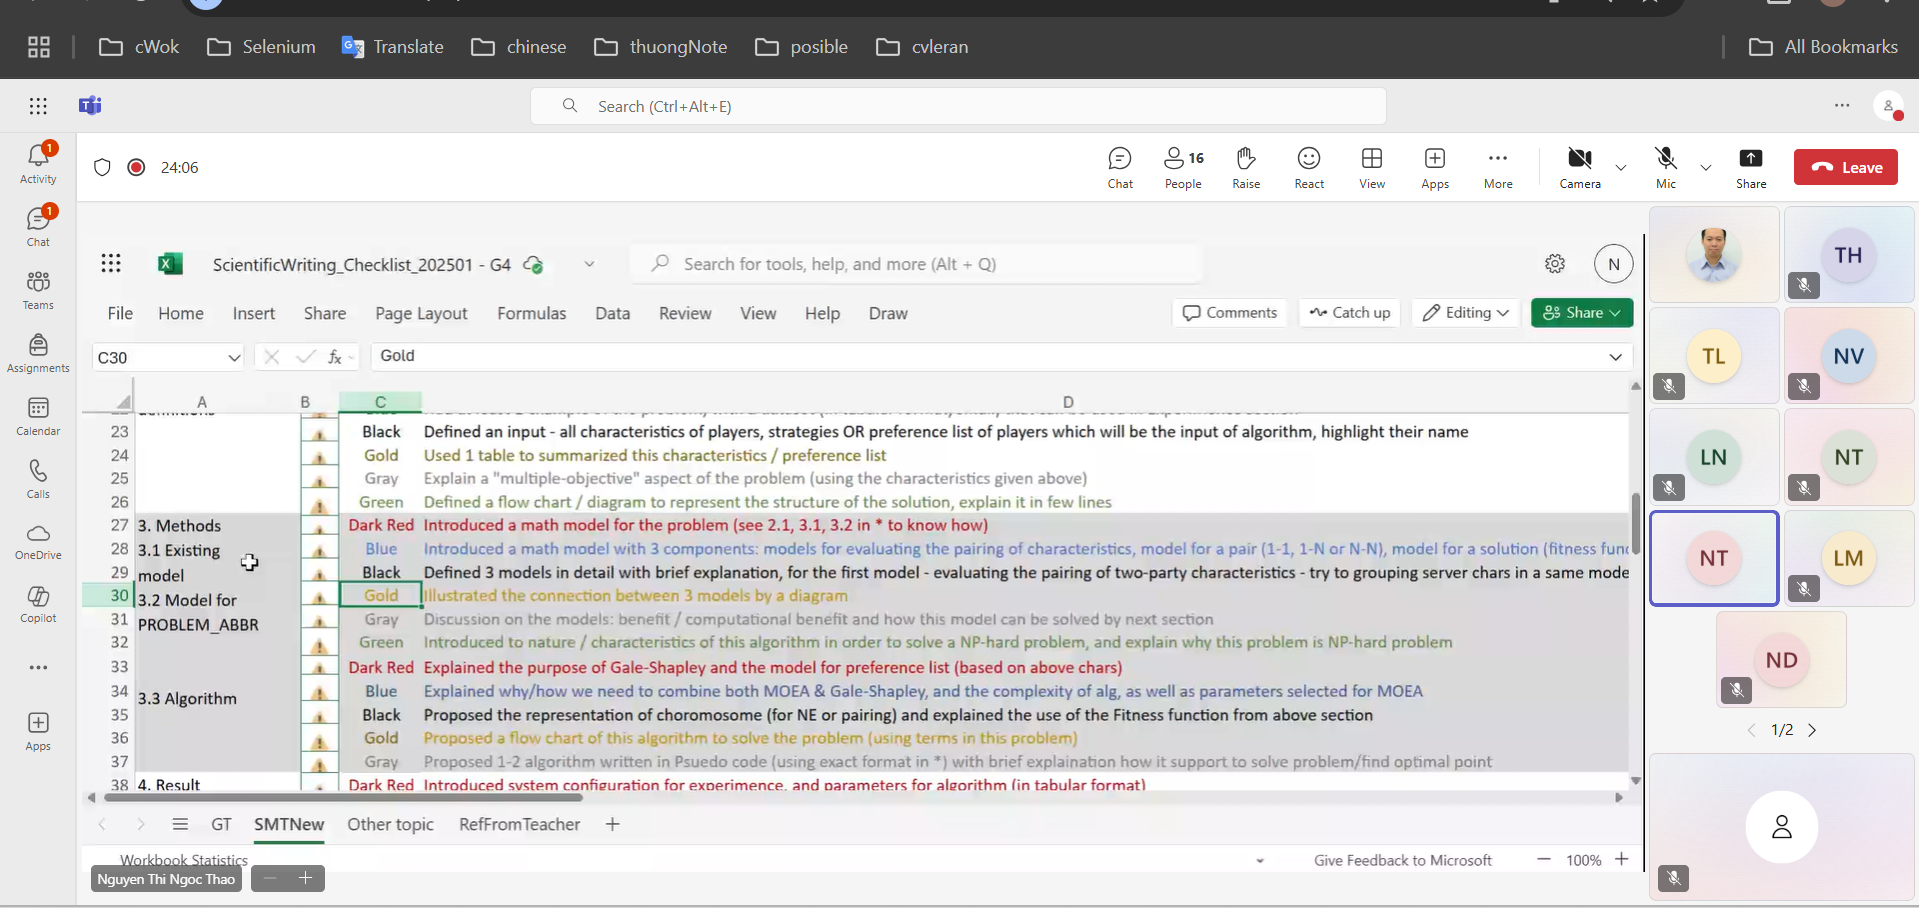 cWok
Selenium
Translate
chinese
thuongNote
posible
cvleran
All Bookmarks
Search (Ctrl+Alt+E)
24:06
Chat
16
People
Raise
React
View
Apps
More
Camera
Mic
Share
Leave
1
Activity
1
Chat
Teams
Assignments
Calendar
Calls
OneDrive
Copilot
Apps
ScientificWriting_Checklist_202501 - G4
Search for tools, help, and more (Alt + Q)
N
File Home Insert Share Page Layout Formulas Data Review View Help Draw
Comments
Catch up
Editing
Share
C30
fx
Gold
A B C D
23 Black Defined an input - all characteristics of players, strategies OR preference list of players which will be the input of algorithm, highlight their name
24 Gold Used 1 table to summarized this characteristics / preference list
25 Gray Explain a "multiple-objective" aspect of the problem (using the characteristics given above)
26 Green Defined a flow chart / diagram to represent the structure of the solution, explain it in few lines
27 3. Methods Dark Red Introduced a math model for the problem (see 2.1, 3.1, 3.2 in * to know how)
28 3.1 Existing Blue Introduced a math model with 3 components: models for evaluating the pairing of characteristics, model for a pair (1-1, 1-N or N-N), model for a solution (fitness
29 model Black Defined 3 models in detail with brief explanation, for the first model - evaluating the pairing of two-party characteristics - try to grouping server chars in a same mode
30 3.2 Model for Gold Illustrated the connection between 3 models by a diagram
31 PROBLEM_ABBR Gray Discussion on the models: benefit / computational benefit and how this model can be solved by next section
32 Green Introduced to nature / characteristics of this algorithm in order to solve a NP-hard problem, and explain why this problem is NP-hard problem
33 Dark Red Explained the purpose of Gale-Shapley and the model for preference list (based on above chars)
34 3.3 Algorithm Blue Explained why/how we need to combine both MOEA & Gale-Shapley, and the complexity of alg, as well as parameters selected for MOEA
35 Black Proposed the representation of choromosome (for NE or pairing) and explained the use of the Fitness function from above section
36 Gold Proposed a flow chart of this algorithm to solve the problem (using terms in this problem)
37 Gray Proposed 1-2 algorithm written in Psuedo code (using exact format in *) with brief explaination how it support to solve problem/find optimal point
38 4. Result Dark Red Introduced system configuration for experimence, and parameters for algorithm (in tabular format)
GT SMTNew Other topic RefFromTeacher
Workbook Statistics
Give Feedback to Microsoft
100%
Nguyen Thi Ngoc Thao
TH
TL
NV
LN
NT
NT
LM
ND
1/2